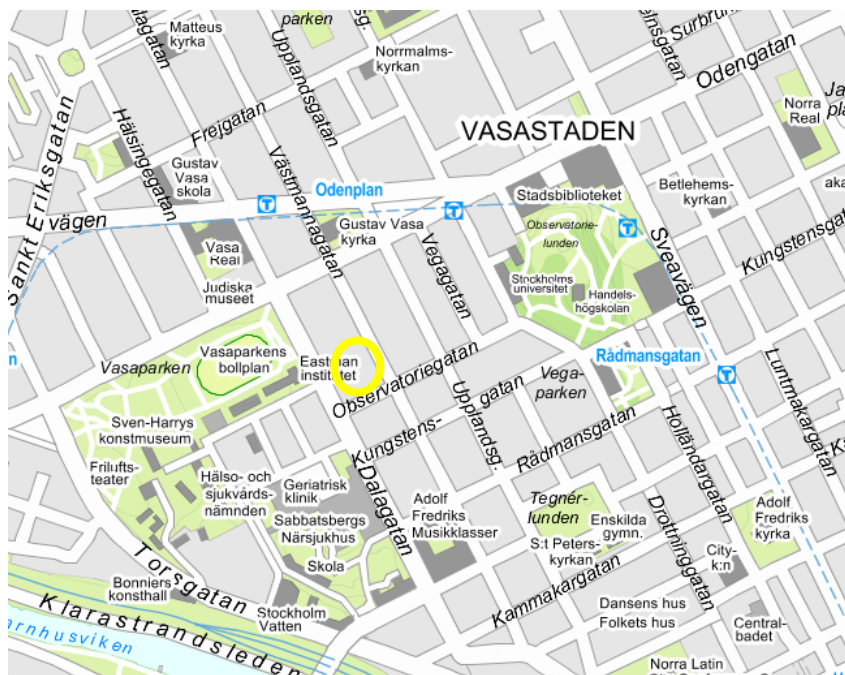 Matteus
kyrka
parken
Norrmalms-
kyrkan
Upplandsgatan
Odengatan
Norra
Real
Sankt Eriksgatan
Hälsingegatan
Frejgatan
VASASTADEN
Gustav
Vasa
skola
Västmannagatan
Odenplan
T
T
Stadsbiblioteket
Betlehems-
kyrkan
vägen
Gustav Vasa
kyrka
Vegagatan
Observatorie-
lunden
T
Sveavägen
Vasa
Real
Judiska
museet
Stockholms
universitet
Handels-
högskolan
Vasaparken
Vasaparkens
bollplan
Eastman
institutet
Observatoriegatan
Rådmansgatan
T
Luntmakargatan
Vega-
parken
Upplandsg.
Kungstens-
gatan
Sven-Harrys
konstmuseum
Rådmansgatan
Holländargatan
Frilufts-
teater
Hälso- och
sjukvårds-
nämnden
Geriatrisk
klinik
Dalagatan
Adolf
Fredriks
Musikklasser
Tegnér-
lunden
Enskilda
gymn.
Drottninggatan
Adolf
Fredriks
kyrka
Sabbatsbergs
Närsjukhus
S:t Peters-
kyrkan
City-
k:n
Skola
Torsgatan
Bonniers
konsthall
Stockholm
Vatten
Kammakargatan
Dansens hus
Folkets hus
Central-
badet
Klarastrandsleden
Norra Latin